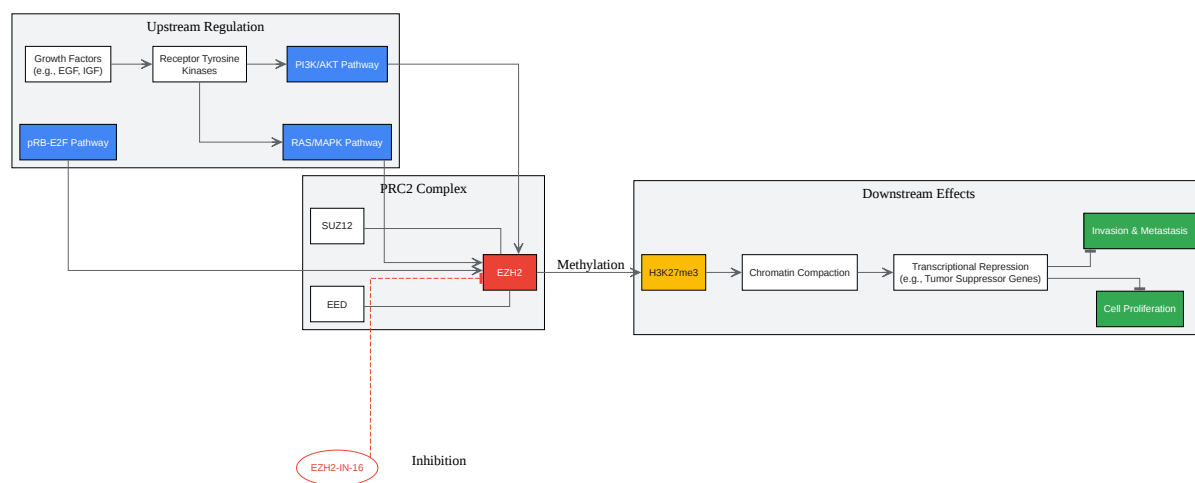 Upstream Regulation
Growth Factors
(e.g., EGF, IGF)
Receptor Tyrosine
Kinases
PI3K/AKT Pathway
pRB-E2F Pathway
RAS/MAPK Pathway
PRC2 Complex
SUZ12
EZH2
EED
Methylation
Downstream Effects
Invasion & Metastasis
H3K27me3
Chromatin Compaction
Transcriptional Repression
(e.g., Tumor Suppressor Genes)
Cell Proliferation
EZH2-IN-16
Inhibition